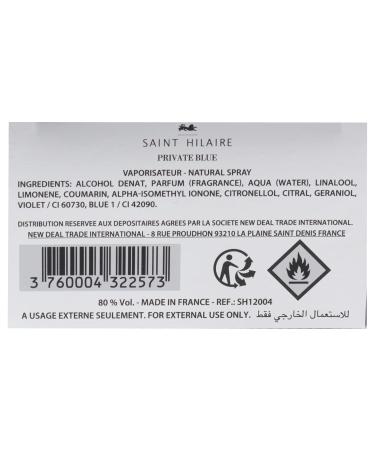 SAINT HILAIRE
PRIVATE BLUE
VAPORISATEUR - NATURAL SPRAY
INGREDIENTS: ALCOHOL DENAT, PARFUM (FRAGRANCE), AQUA (WATER), LINALOOL,
LIMONENE, COUMARIN, ALPHA-ISOMETHYL IONONE, CITRONELLOL, CITRAL, GERANIOL,
VIOLET / CI 60730, BLUE 1 / CI 42090.
DISTRIBUTION RESERVEE AUX DEPOSITAIRES AGREES PAR LA SOCIETE NEW DEAL TRADE INTERNATIONAL.
NEW DEAL TRADE INTERNATIONAL - 8 RUE PROUDHON 93210 LA PLAINE SAINT DENIS FRANCE
3 760004 322573
80 % Vol. - MADE IN FRANCE - REF.: SH12004
A USAGE EXTERNE SEULEMENT. FOR EXTERNAL USE ONLY. للاستعمال الخارجي فقط